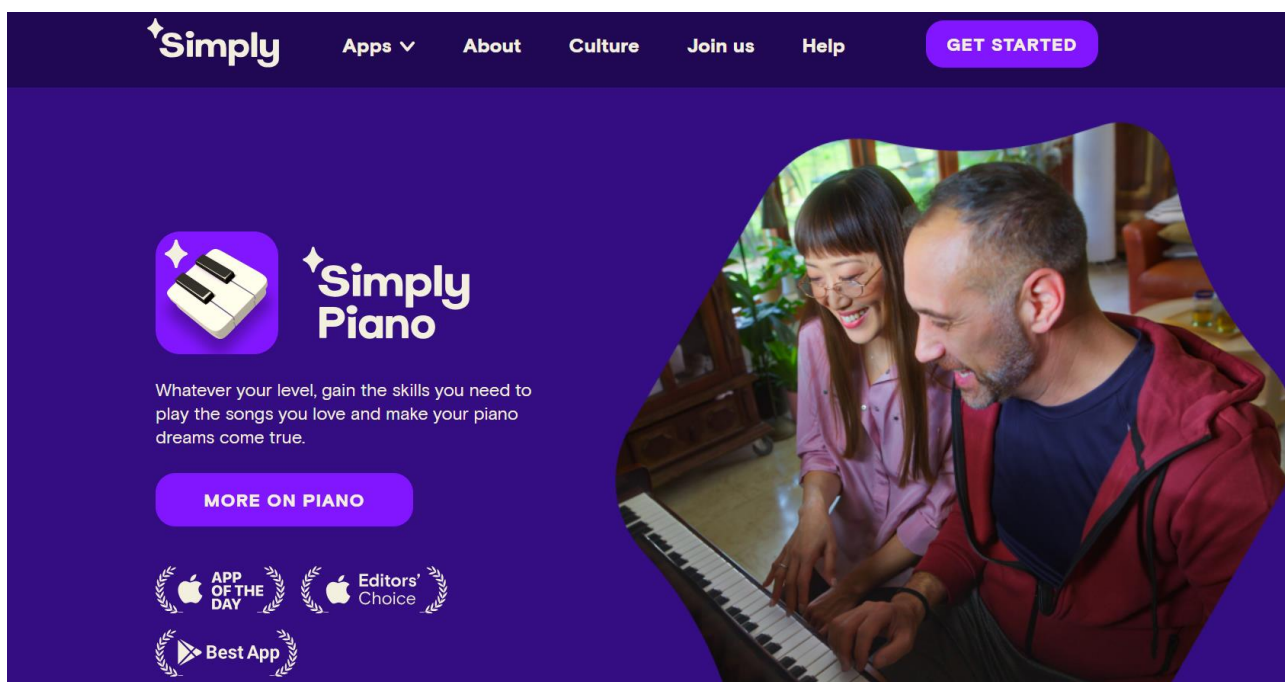 Simply
Apps
About
Culture
Join us
Help
GET STARTED
Simply
Piano
Whatever your level, gain the skills you need to
play the songs you love and make your piano
dreams come true.
MORE ON PIANO
APP
OF THE
DAY
Editors'
Choice
Best App